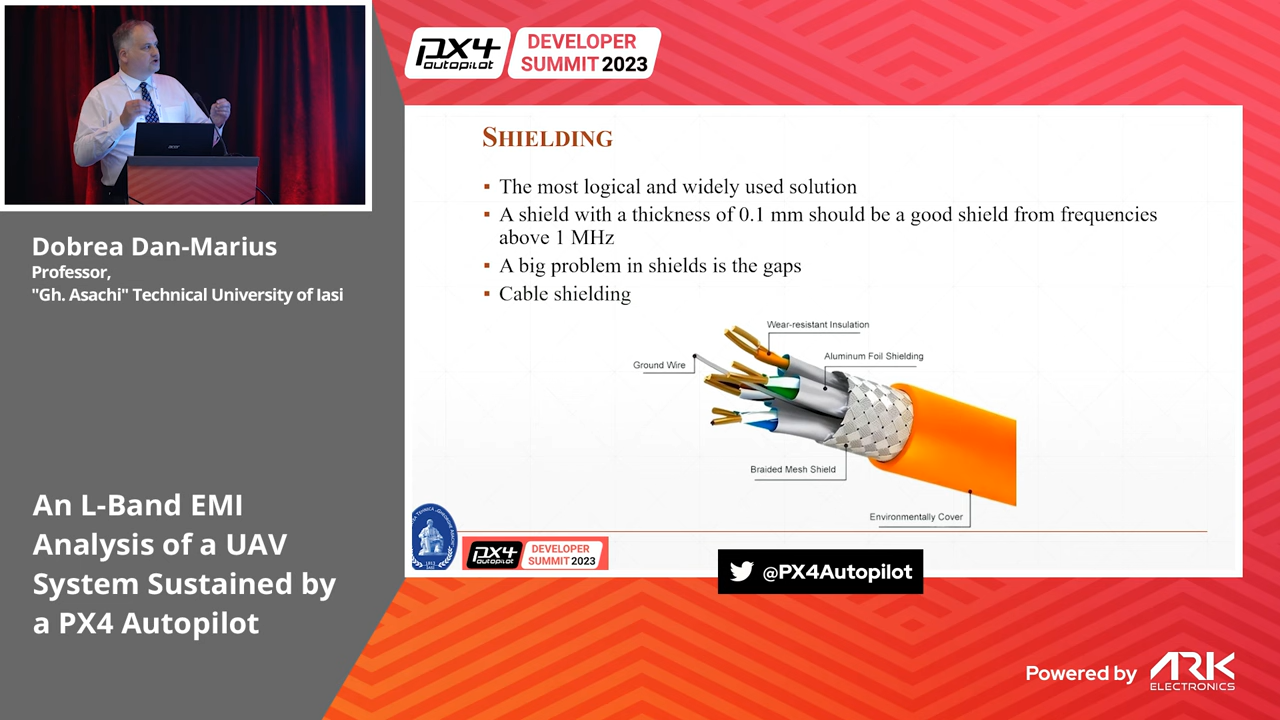 PX4
autopilot
DEVELOPER
SUMMIT 2023
SHIELDING
▪ The most logical and widely used solution
▪ A shield with a thickness of 0.1 mm should be a good shield from frequencies
above 1 MHz
▪ A big problem in shields is the gaps
▪ Cable shielding
Wear-resistant Insulation
Aluminum Foil Shielding
Ground Wire
Braided Mesh Shield
Environmentally Cover
acer
Dobrea Dan-Marius
Professor,
"Gh. Asachi" Technical University of Iasi
An L-Band EMI
Analysis of a UAV
System Sustained by
a PX4 Autopilot
PX4
autopilot
DEVELOPER
SUMMIT 2023
@PX4Autopilot
Powered by ARK
ELECTRONICS